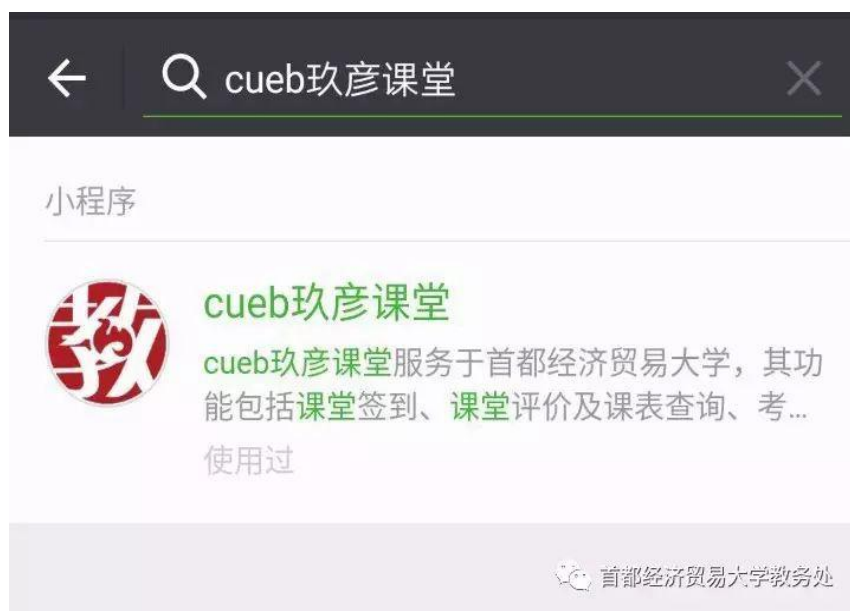 cueb玖彦课堂
小程序
教
cueb玖彦课堂
cueb玖彦课堂服务于首都经济贸易大学，其功
能包括课堂签到、课堂评价及课表查询、考...
使用过
首都经济贸易大学教务处